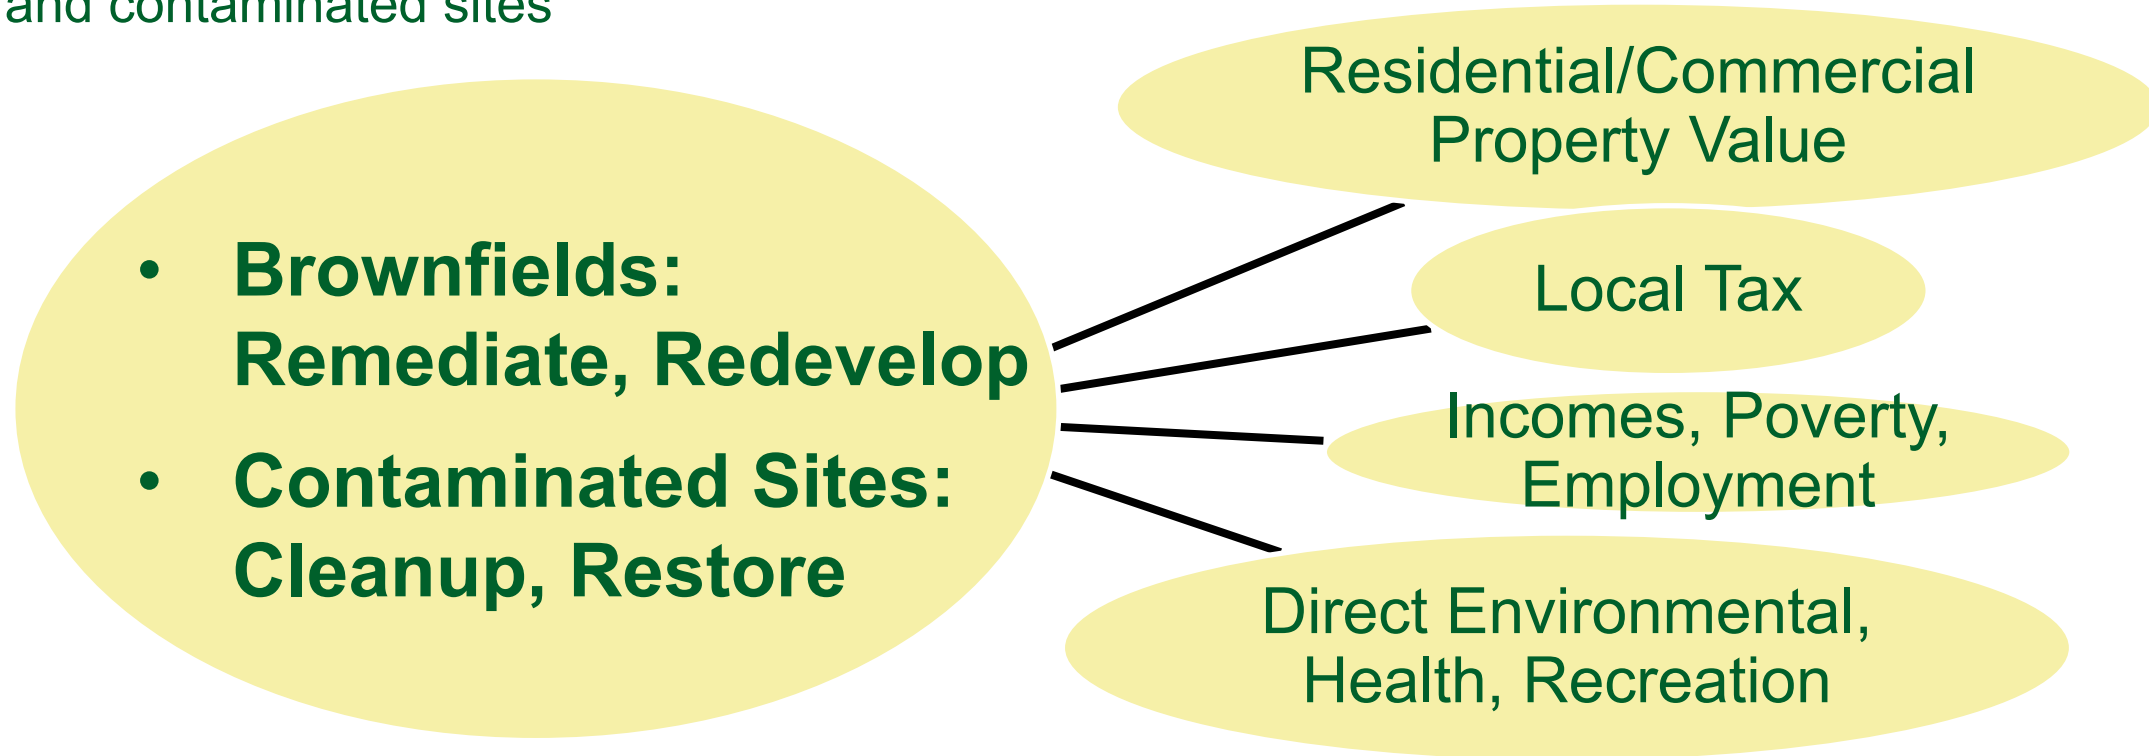 and contaminated sites
• Brownfields:
Remediate, Redevelop
• Contaminated Sites:
Cleanup, Restore
Residential/Commercial
Property Value
Local Tax
Incomes, Poverty,
Employment
Direct Environmental,
Health, Recreation